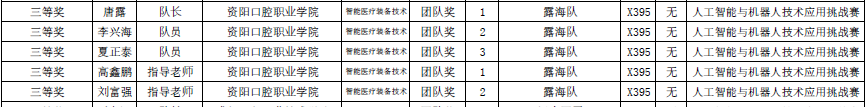 三等奖 唐露 队长 资阳口腔职业学院 智能医疗装备技术 团队奖 1 露海队 X395 无 人工智能与机器人技术应用挑战赛
三等奖 李兴海 队员 资阳口腔职业学院 智能医疗装备技术 团队奖 2 露海队 X395 无 人工智能与机器人技术应用挑战赛
三等奖 夏正泰 队员 资阳口腔职业学院 智能医疗装备技术 团队奖 3 露海队 X395 无 人工智能与机器人技术应用挑战赛
三等奖 高鑫鹏 指导老师 资阳口腔职业学院 智能医疗装备技术 团队奖 1 露海队 X395 无 人工智能与机器人技术应用挑战赛
三等奖 刘富强 指导老师 资阳口腔职业学院 智能医疗装备技术 团队奖 2 露海队 X395 无 人工智能与机器人技术应用挑战赛